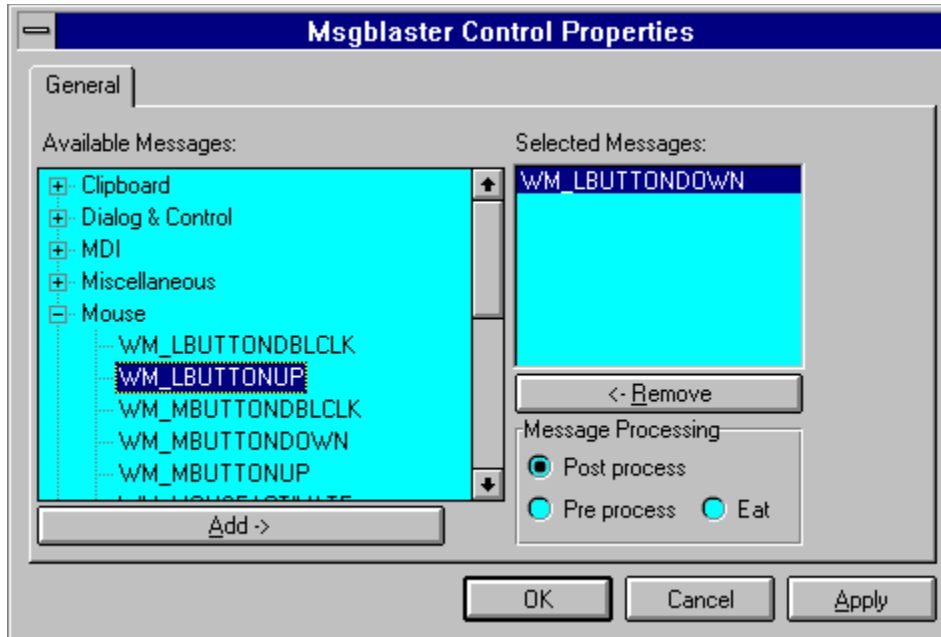 Msgblaster Control Properties
General
Available Messages:
Clipboard
Dialog & Control
MDI
Miscellaneous
Mouse
WM_LBUTTONDBLCLK
WM_LBUTTONUP
WM_MBUTTONDBLCLK
WM_MBUTTONDOWN
WM_MBUTTONUP
Add ->
Selected Messages:
WM_LBUTTONDOWN
<- Remove
Message Processing
Post process
Pre process Eat
OK Cancel Apply